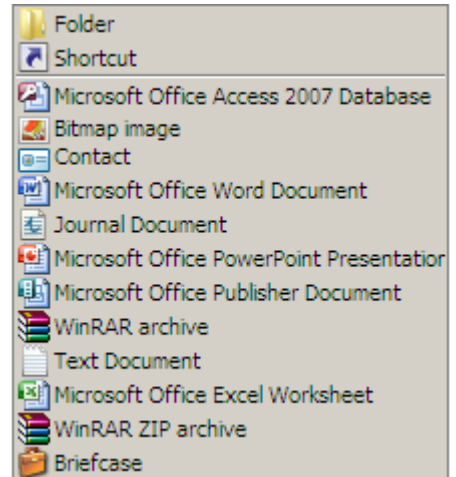 Folder
Shortcut
Microsoft Office Access 2007 Database
Bitmap image
Contact
Microsoft Office Word Document
Journal Document
Microsoft Office PowerPoint Presentation
Microsoft Office Publisher Document
WinRAR archive
Text Document
Microsoft Office Excel Worksheet
WinRAR ZIP archive
Briefcase